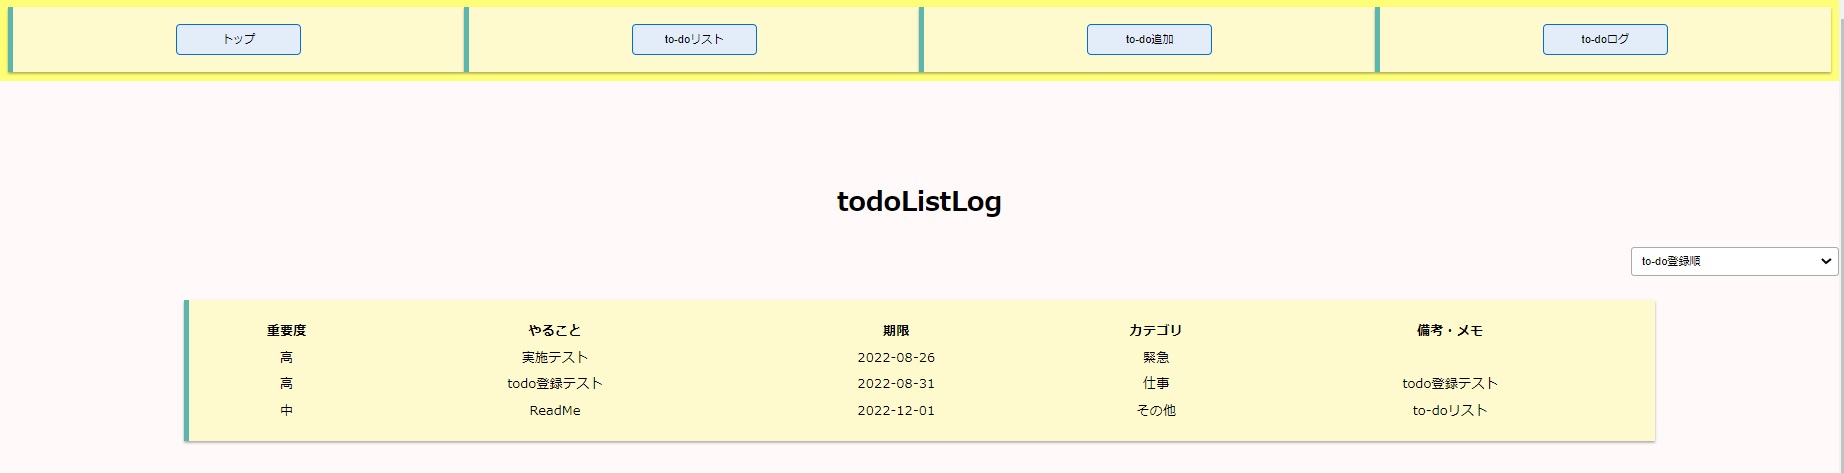 トップ to-doリスト to-do追加 to-doログ
todoListLog
to-do登録順
重要度 やること 期限 カテゴリ 備考・メモ
高 実施テスト 2022-08-26 緊急
高 todo登録テスト 2022-08-31 仕事 todo登録テスト
中 ReadMe 2022-12-01 その他 to-doリスト